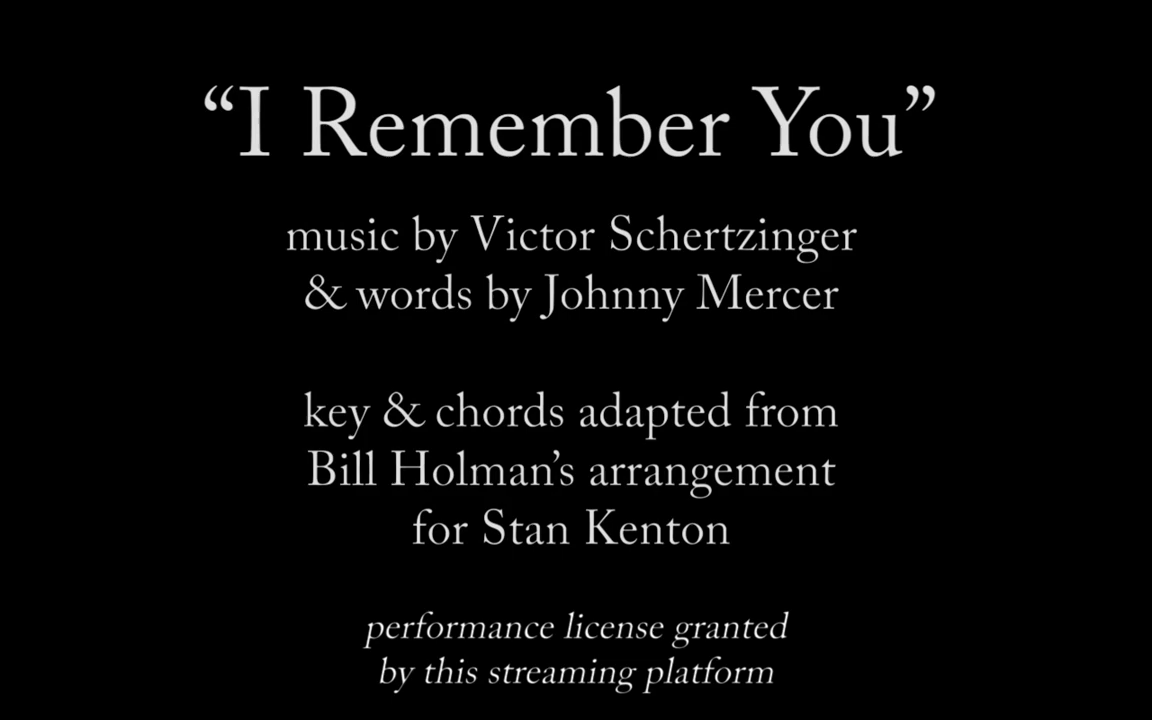 “I Remember You”
music by Victor Schertzinger
& words by Johnny Mercer
key & chords adapted from
Bill Holman’s arrangement
for Stan Kenton
performance license granted
by this streaming platform